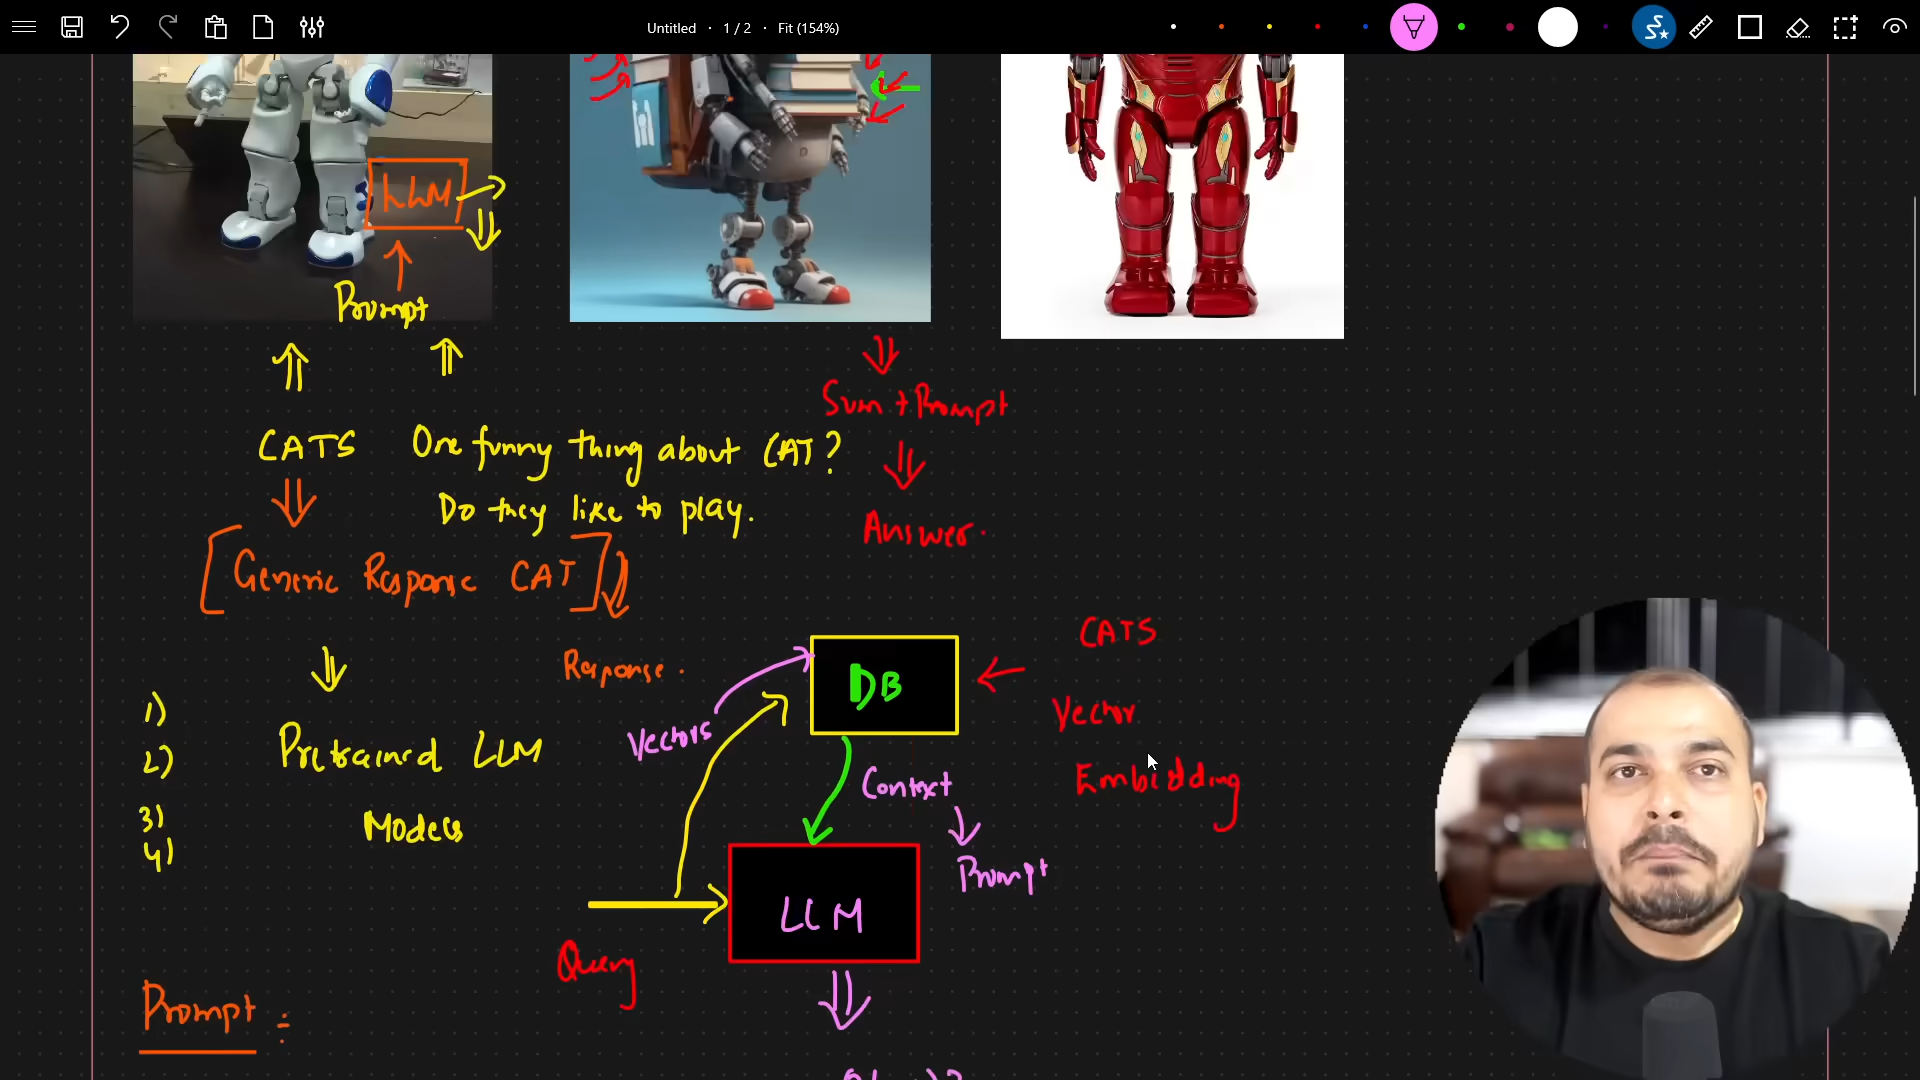 Untitled · 1 / 2 · Fit (154%)
LLM
Prompt
Sum + Prompt
CATS One funny thing about CAT?
Do they like to play.
Answer.
[Generic Response CAT]
Response.
CATS
DB
Vectors
Vector
Embedding
1)
2)
3)
4)
Pretrained LLM
Models
Context
Prompt
LLM
Query
Prompt :